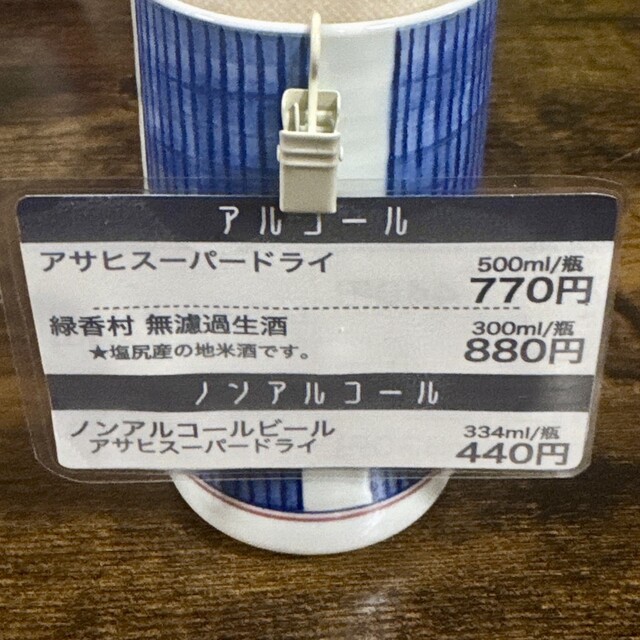 アルコール
アサヒスーパードライ 500ml/瓶
770円
緑香村 無濾過生酒 300ml/瓶
★塩尻産の地米酒です。 880円
ノンアルコール
ノンアルコールビール 334ml/瓶
アサヒスーパードライ 440円